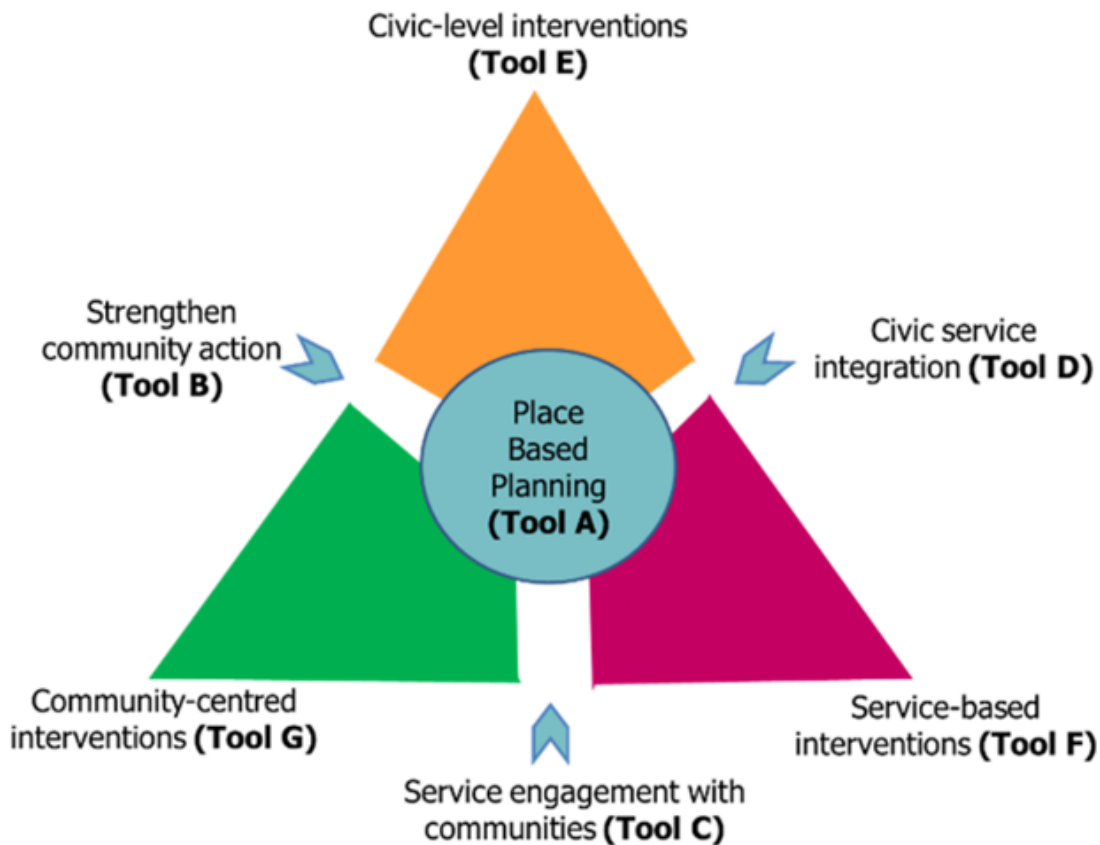 Civic-level interventions
(Tool E)
Strengthen
community action
(Tool B)
Civic service
integration (Tool D)
Place
Based
Planning
(Tool A)
Community-centred
interventions (Tool G)
Service-based
interventions (Tool F)
Service engagement with
communities (Tool C)